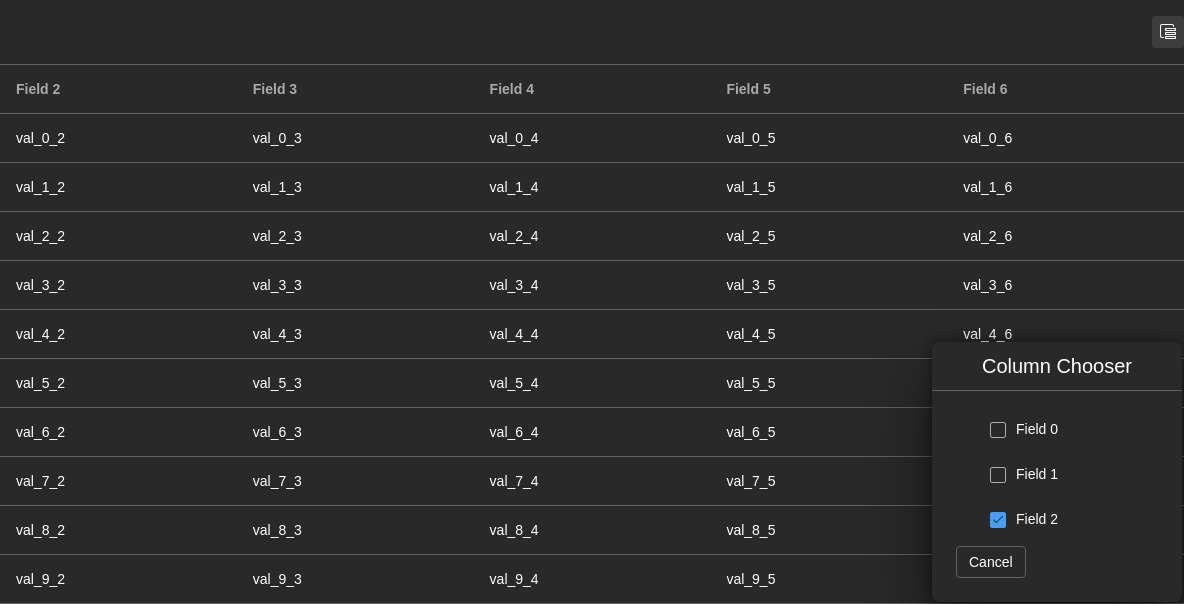 Field 2 Field 3 Field 4 Field 5 Field 6
val_0_2 val_0_3 val_0_4 val_0_5 val_0_6
val_1_2 val_1_3 val_1_4 val_1_5 val_1_6
val_2_2 val_2_3 val_2_4 val_2_5 val_2_6
val_3_2 val_3_3 val_3_4 val_3_5 val_3_6
val_4_2 val_4_3 val_4_4 val_4_5 val_4_6
val_5_2 val_5_3 val_5_4 val_5_5
val_6_2 val_6_3 val_6_4 val_6_5
val_7_2 val_7_3 val_7_4 val_7_5
val_8_2 val_8_3 val_8_4 val_8_5
val_9_2 val_9_3 val_9_4 val_9_5
Column Chooser
Field 0
Field 1
Field 2
Cancel